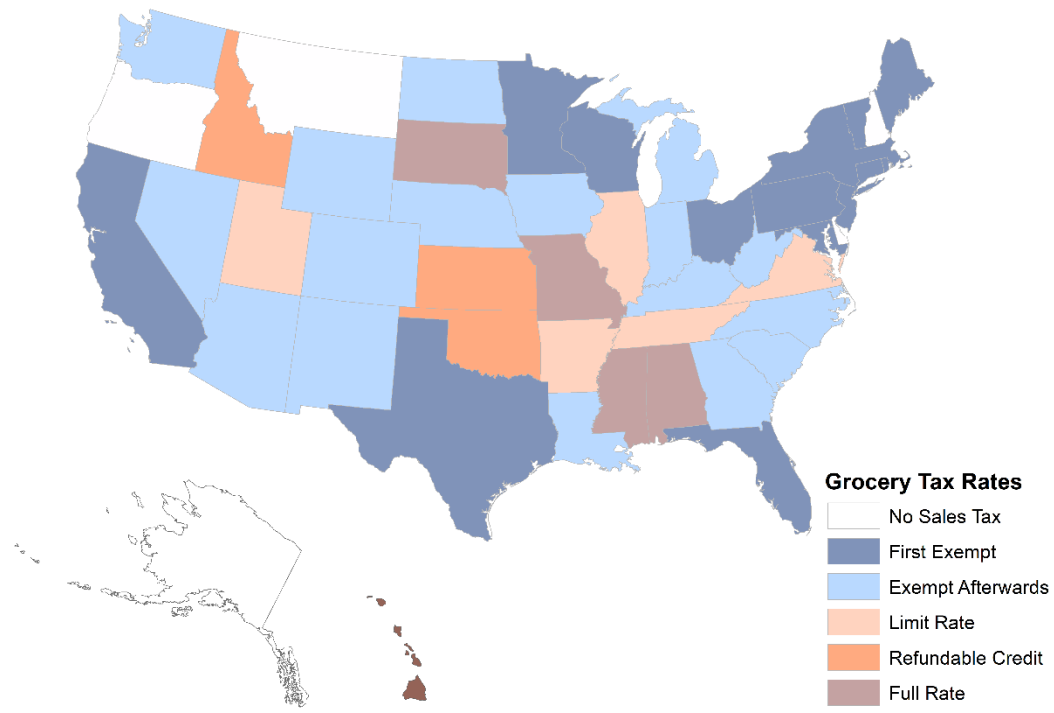 Grocery Tax Rates
No Sales Tax
First Exempt
Exempt Afterwards
Limit Rate
Refundable Credit
Full Rate